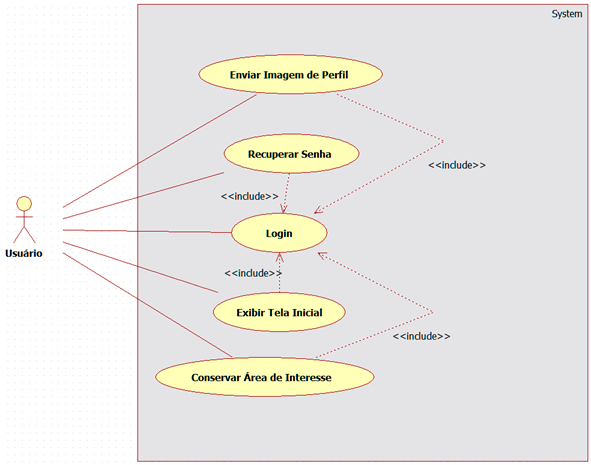 System
Enviar Imagem de Perfil
Recuperar Senha
<<include>>
<<include>>
Login
Usuário
<<include>>
Exibir Tela Inicial
<<include>>
Conservar Área de Interesse